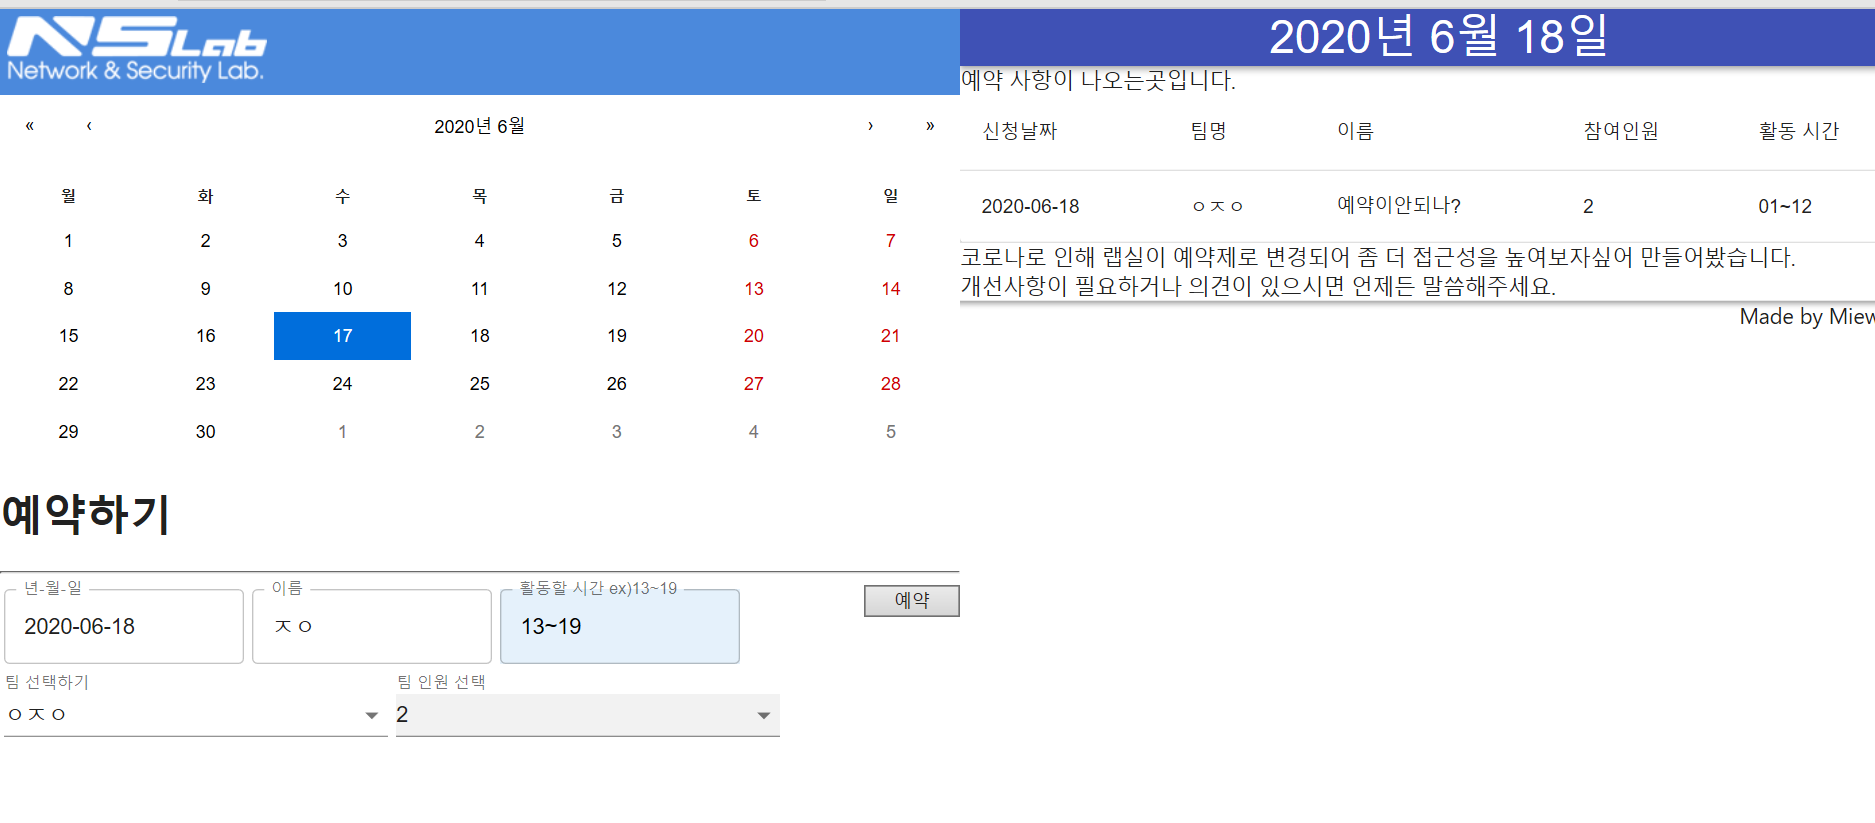 NSLab
Network & Security Lab.
« ‹ 2020년 6월 › »
월 화 수 목 금 토 일
1 2 3 4 5 6 7
8 9 10 11 12 13 14
15 16 17 18 19 20 21
22 23 24 25 26 27 28
29 30 1 2 3 4 5
예약하기
년-월-일 이름 활동할 시간 ex)13~19
2020-06-18 ㅈㅇ 13~19 예약
팀 선택하기 팀 인원 선택
ㅇㅈㅇ 2
2020년 6월 18일
예약 사항이 나오는곳입니다.
신청날짜 팀명 이름 참여인원 활동 시간
2020-06-18 ㅇㅈㅇ 예약이안되나? 2 01~12
코로나로 인해 랩실이 예약제로 변경되어 좀 더 접근성을 높여보자싶어 만들어봤습니다.
개선사항이 필요하거나 의견이 있으시면 언제든 말씀해주세요.
Made by